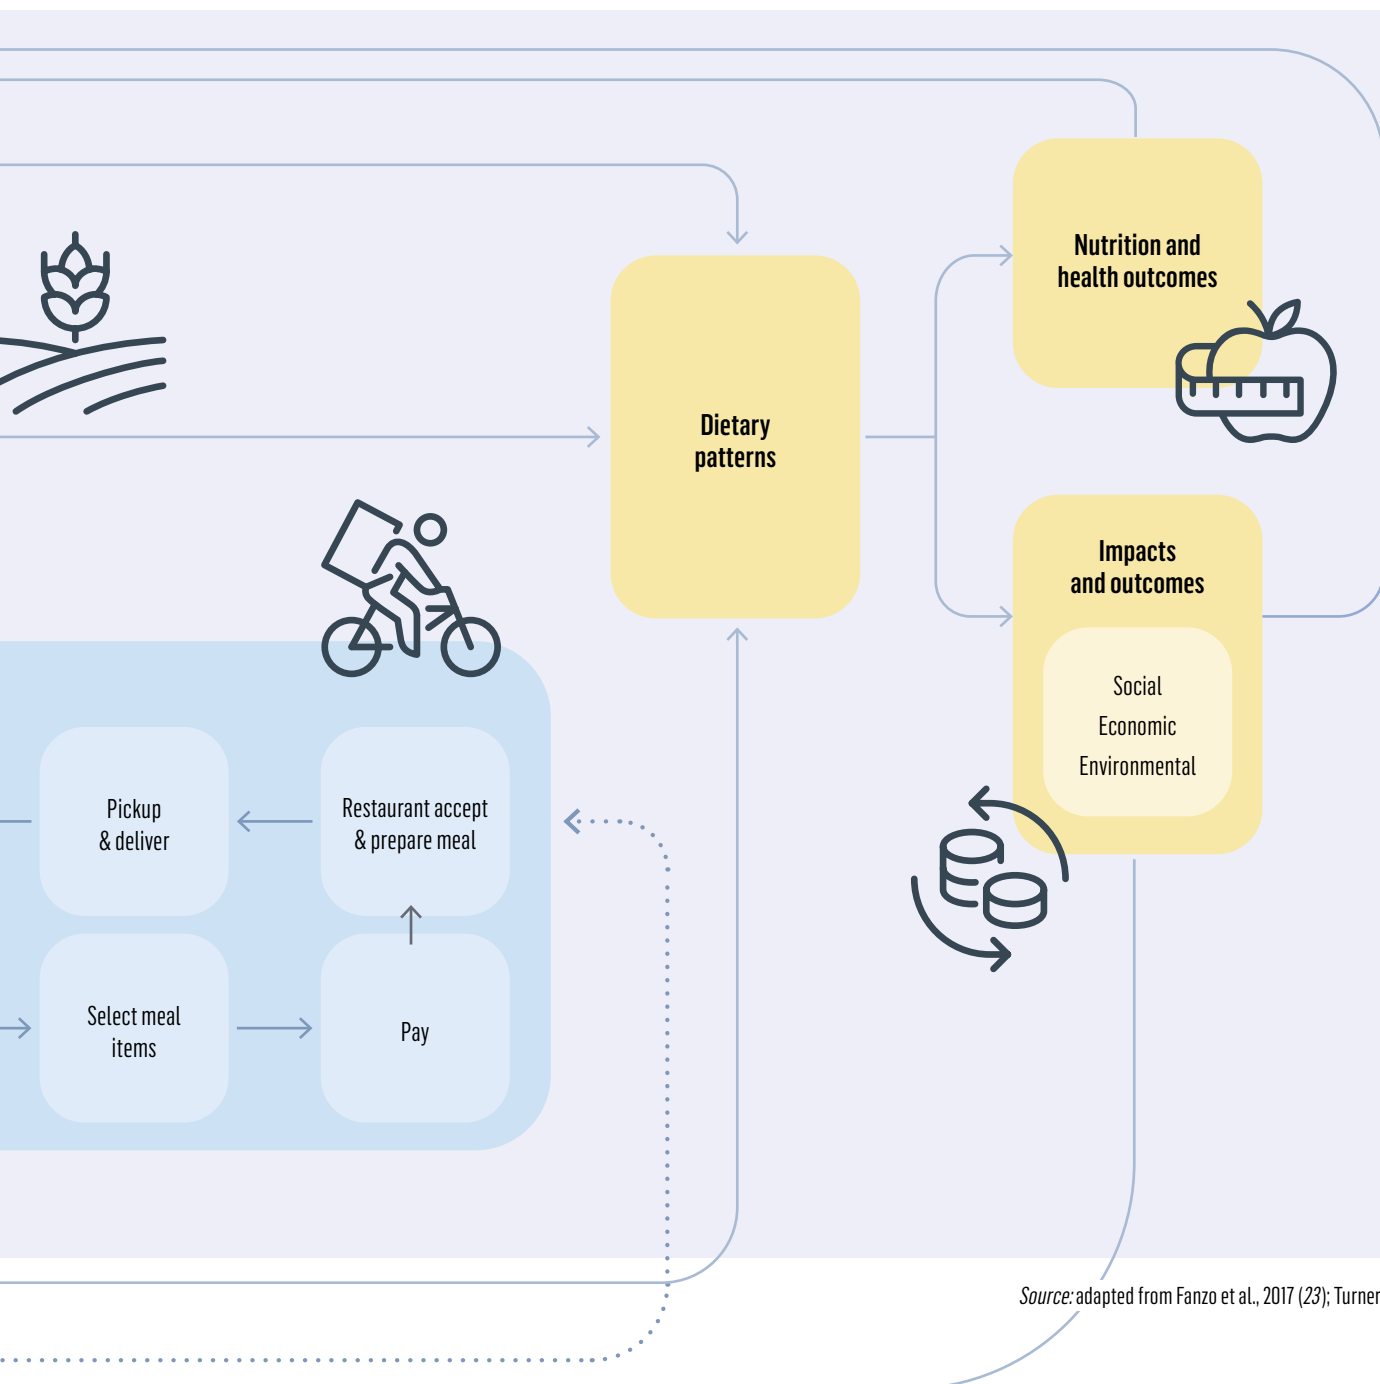 Nutrition and
health outcomes
Dietary
patterns
Impacts
and outcomes
Social
Economic
Environmental
Pickup
& deliver
Restaurant accept
& prepare meal
Select meal
items
Pay
Source: adapted from Fanzo et al., 2017 (23); Turner